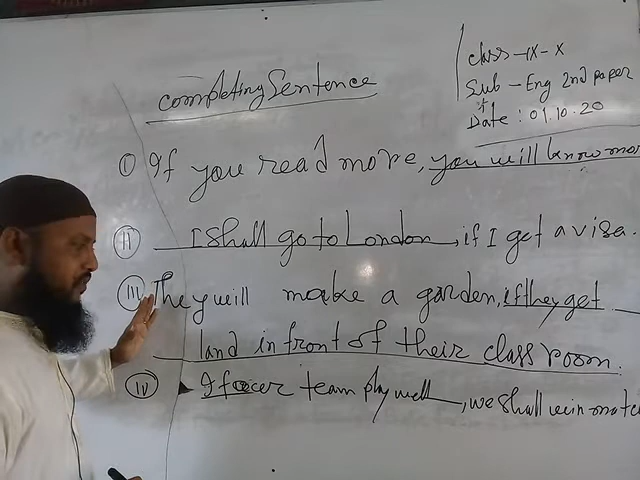 Class - IX - X
Sub - Eng 2nd paper
Date : 01.10.20
Completing Sentence
(i) If you read more, you will know mor
(ii) I shall go to London, if I get a visa.
(iii) They will make a garden, if they get
land in front of their class room.
(iv) If our team play well, we shall win